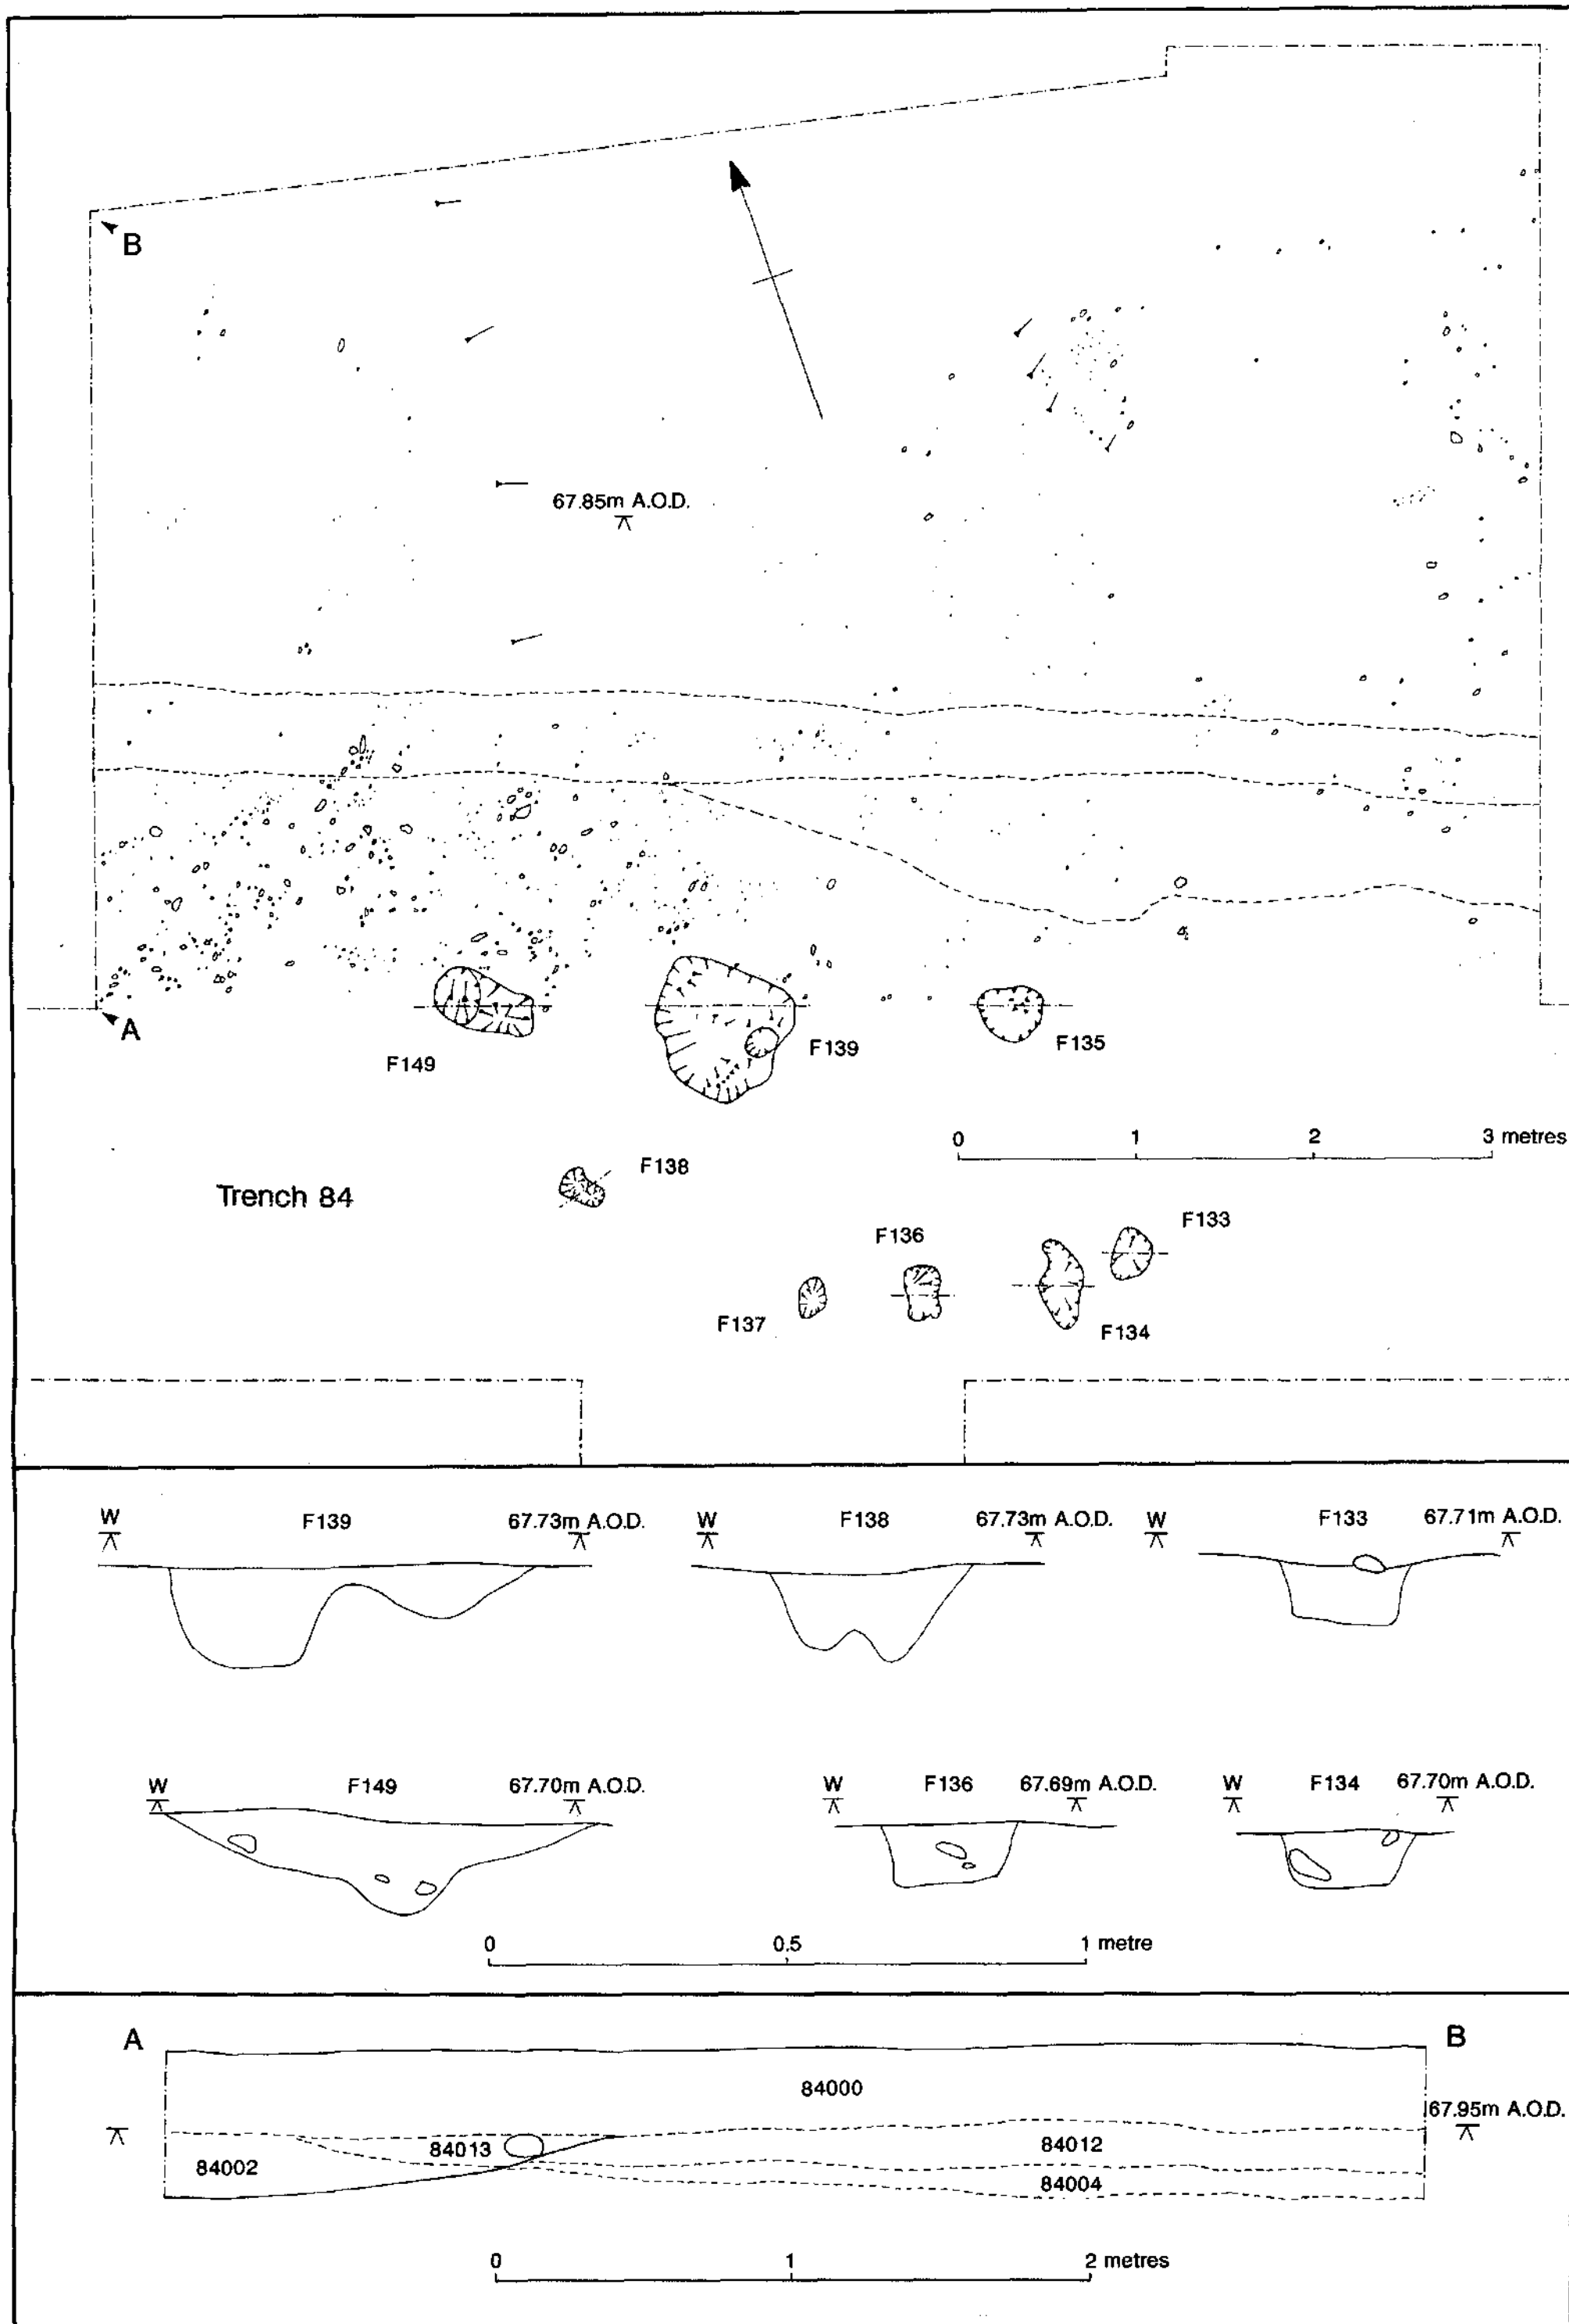 B
67.85m A.O.D.
A
F149
F139
F135
0 1 2 3 metres
F138
Trench 84
F133
F136
F137
F134
W F139 67.73m A.O.D.
W F138 67.73m A.O.D.
W F133 67.71m A.O.D.
W F149 67.70m A.O.D.
W F136 67.69m A.O.D.
W F134 67.70m A.O.D.
0 0.5 1 metre
A B
84000
67.95m A.O.D.
84013 84012
84002
84004
0 1 2 metres